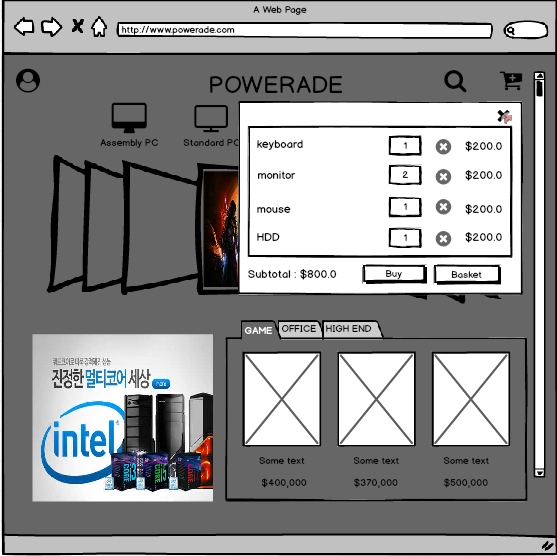 A Web Page
http://www.powerade.com
POWERADE
Assembly PC
Standard PC
keyboard 1 $200.0
monitor 2 $200.0
mouse 1 $200.0
HDD 1 $200.0
Subtotal : $800.0 Buy Basket
진정한 멀티코어 세상
intel
GAME OFFICE HIGH END
Some text Some text Some text
$400,000 $370,000 $500,000